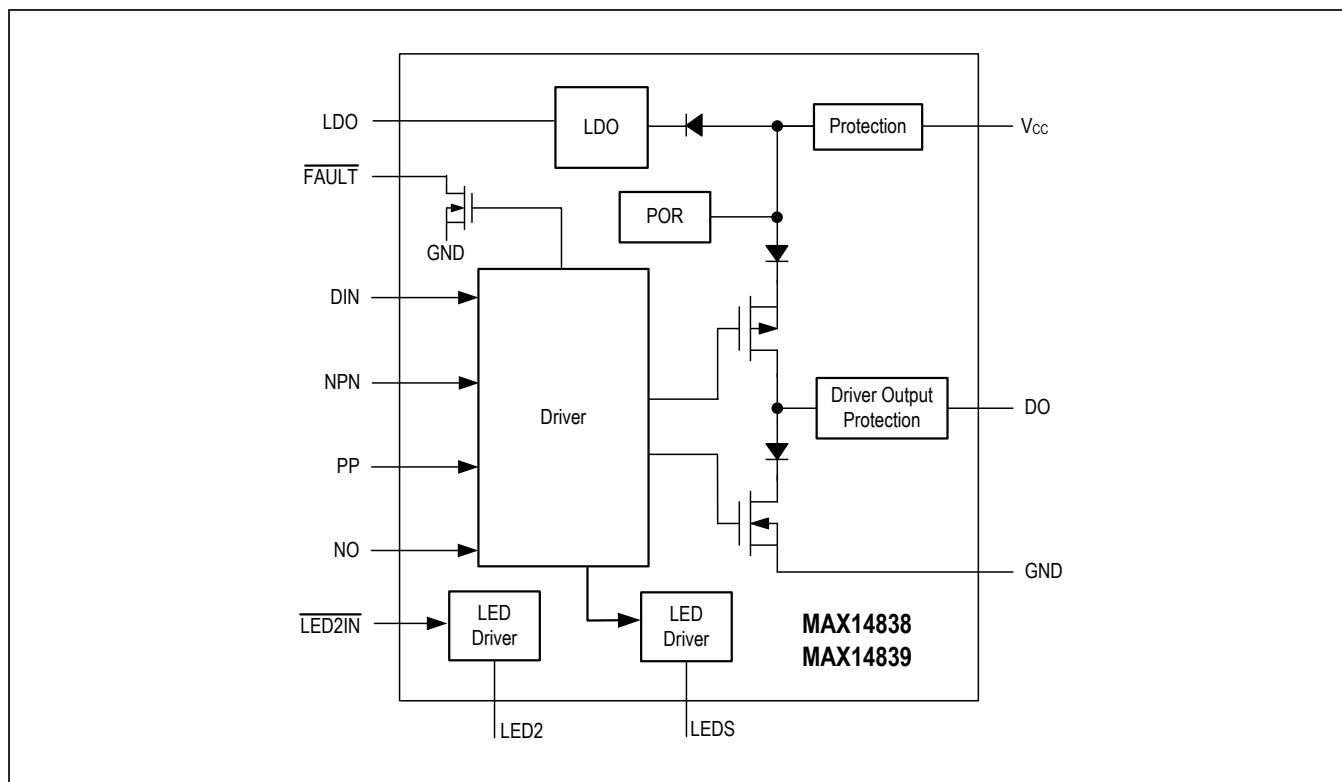 LDO
LDO
Protection
VCC
FAULT
POR
GND
DIN
NPN
Driver
Driver Output
Protection
DO
PP
NO
GND
LED2IN
LED
Driver
LED
Driver
MAX14838
MAX14839
LED2
LEDS